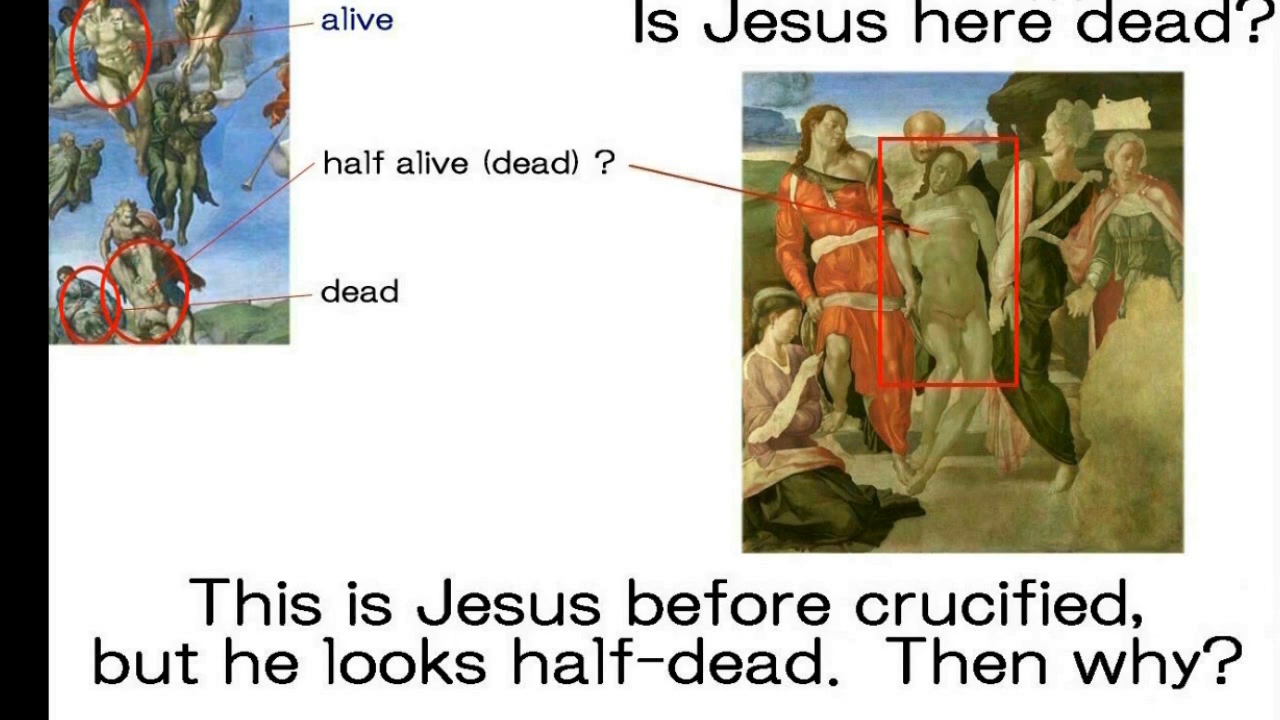 alive
Is Jesus here dead?
half alive (dead) ?
dead
This is Jesus before crucified,
but he looks half-dead. Then why?